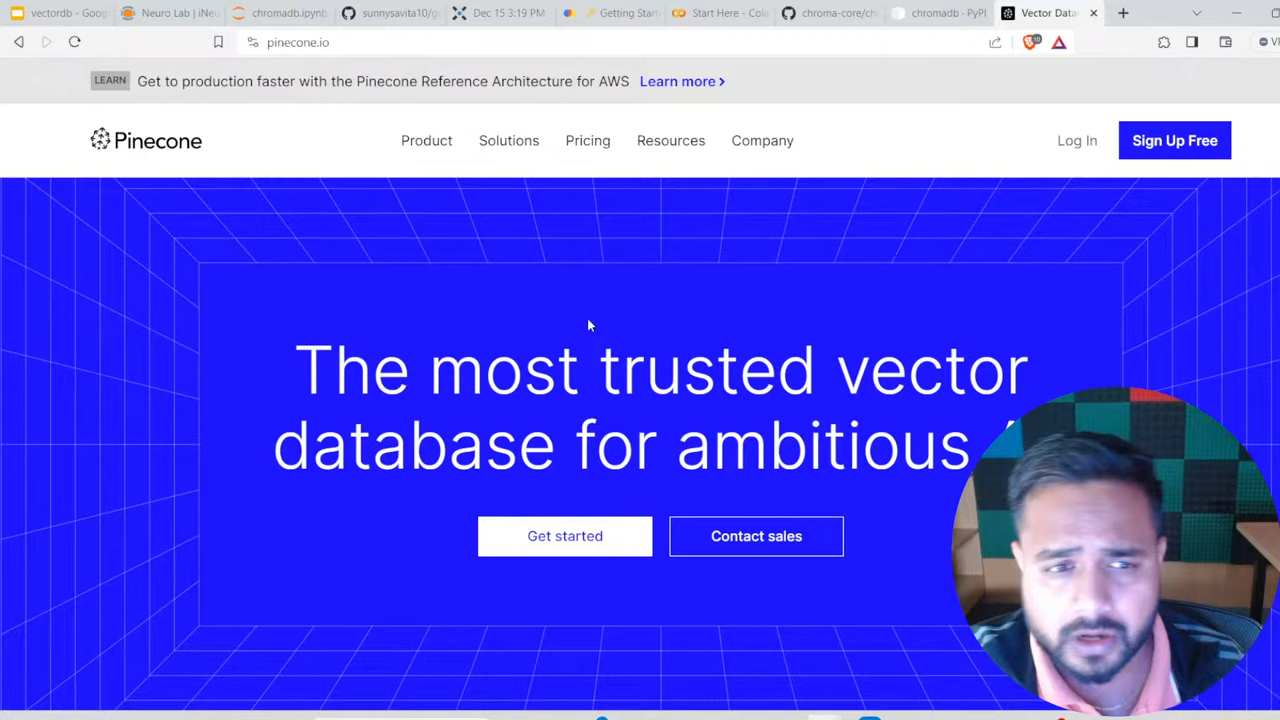 vectordb - Goog
Neuro Lab | iNeu
chromadb.ipynb
sunnysavita10/g
Dec 15 3:19 PM
Getting Star
Start Here - Cola
chroma-core/ch
chromadb · PyPI
Vector Data
pinecone.io
LEARN
Get to production faster with the Pinecone Reference Architecture for AWS Learn more
Pinecone
Product
Solutions
Pricing
Resources
Company
Log In
Sign Up Free
The most trusted vector
database for ambitious
Get started
Contact sales